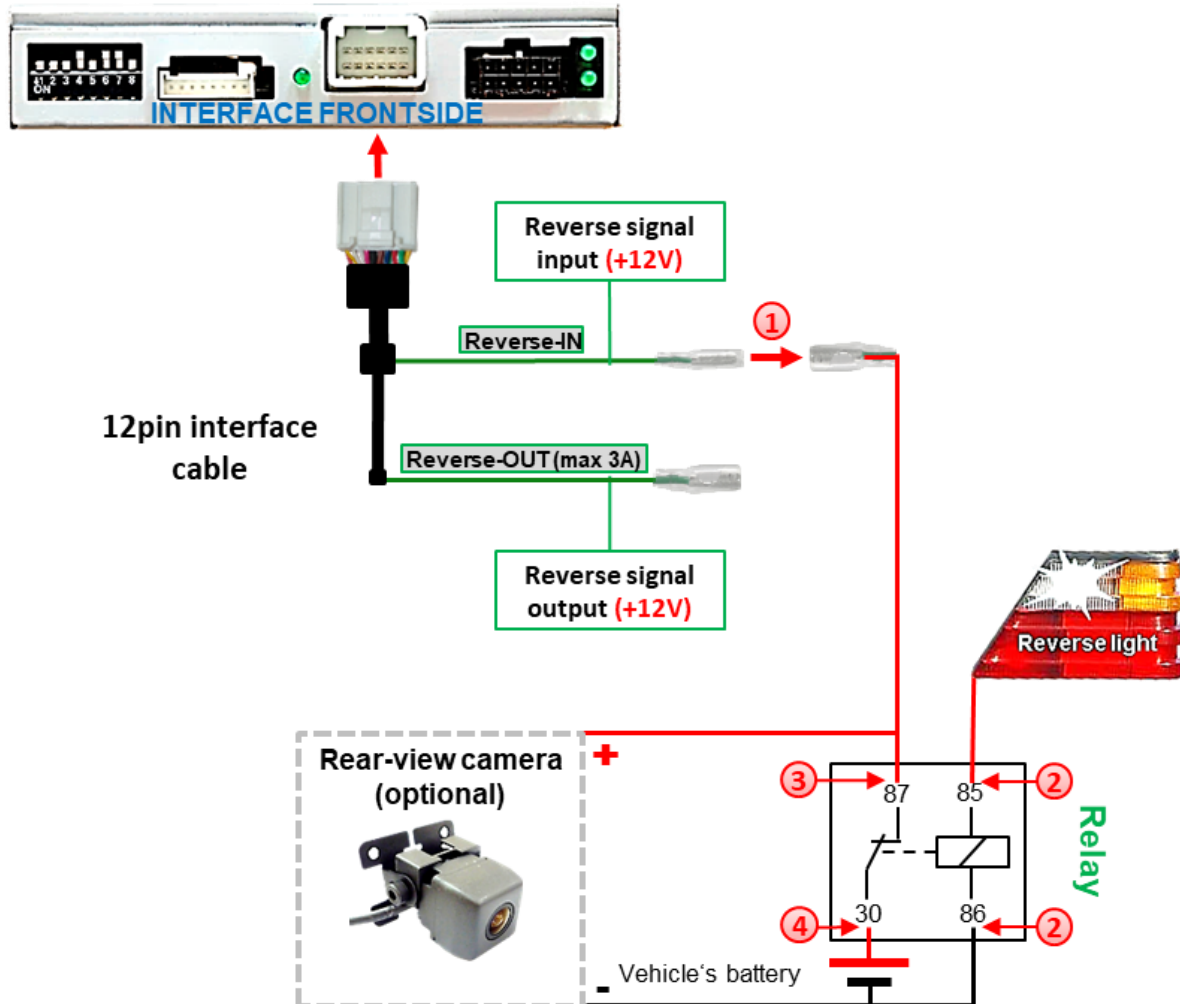 1 2 3 4 5 6 7 8
ON
INTERFACE FRONTSIDE
Reverse signal
input (+12V)
1
Reverse-IN
12pin interface
cable
Reverse-OUT (max 3A)
Reverse signal
output (+12V)
Reverse light
Rear-view camera
(optional)
+
3
87
85
2
Relay
4
30
86
2
-
Vehicle‘s battery